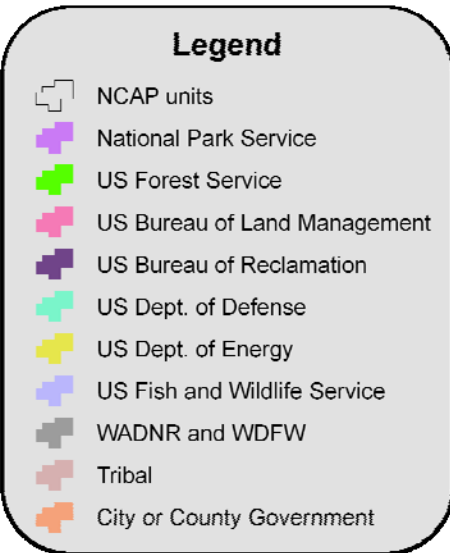 Legend
NCAP units
National Park Service
US Forest Service
US Bureau of Land Management
US Bureau of Reclamation
US Dept. of Defense
US Dept. of Energy
US Fish and Wildlife Service
WADNR and WDFW
Tribal
City or County Government